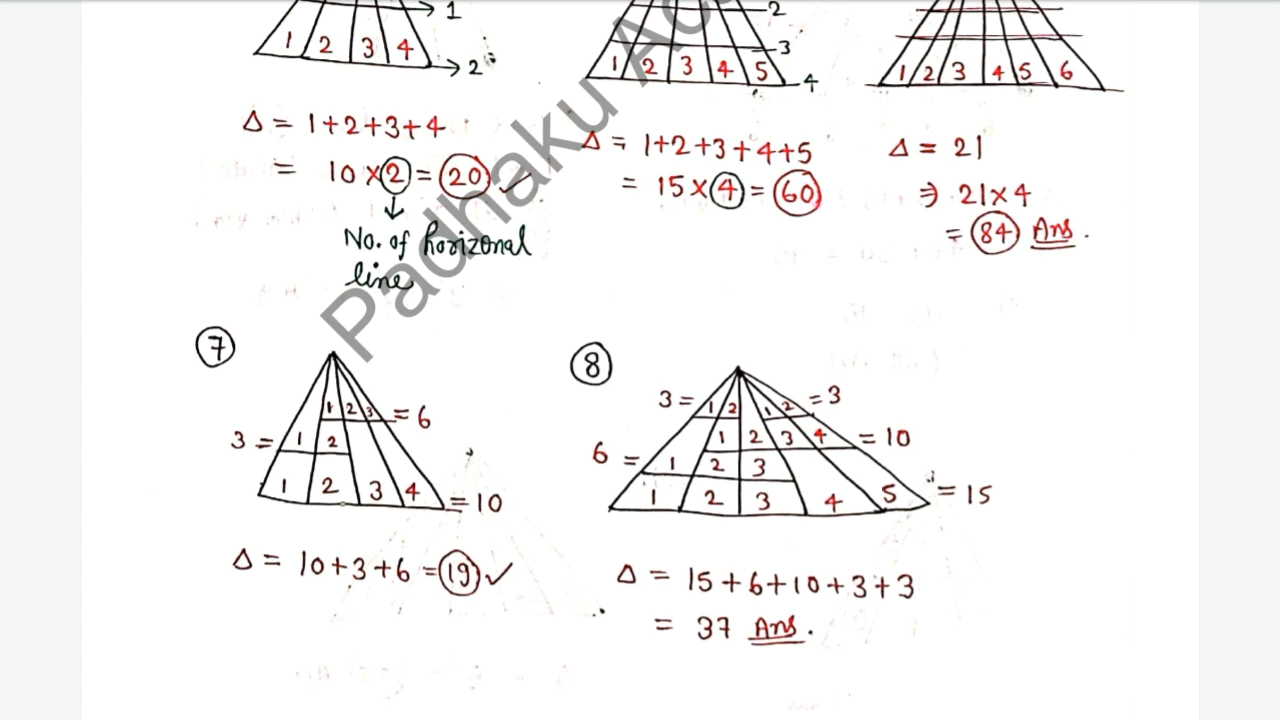 → 1
1 2 3 4
→ 2
Δ = 1+2+3+4
= 10 ×2 = 20 ✓
↓
No. of horizonal
line
2
3
1 2 3 4 5
4
Δ = 1+2+3+4+5
= 15 × 4 = 60
1 2 3 4 5 6
Δ = 21
⇒ 21×4
= 84 Ans.
Padhaku Ac
7
1 2 3 = 6
3 = 1 2
1 2 3 4 = 10
Δ = 10+3+6 = 19 ✓
8
3 = 1 2 1 2 = 3
1 2 3 4 = 10
6 = 1 2 3
1 2 3 4 5 = 15
Δ = 15+6+10+3+3
= 37 Ans.